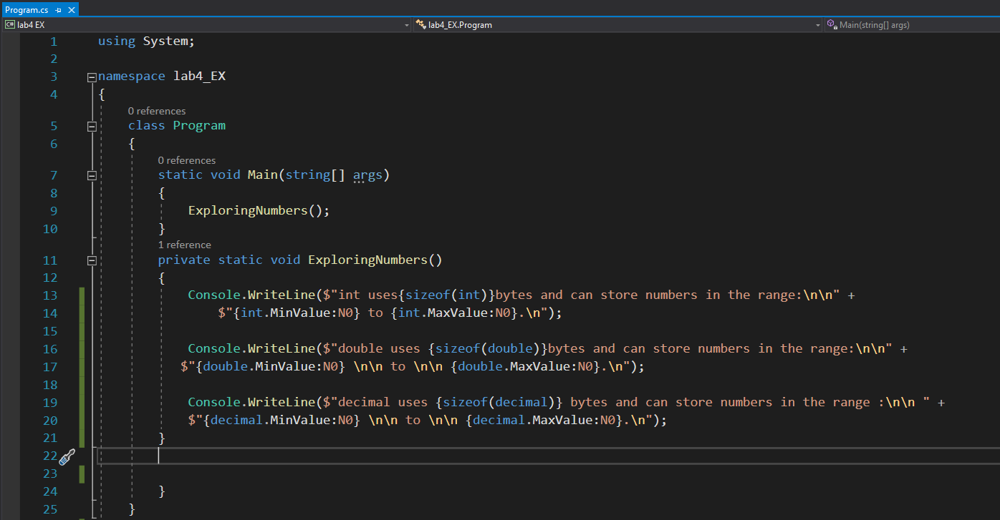 Program.cs
C# lab4 EX lab4_EX.Program Main(string[] args)
1 using System;
2
3 namespace lab4_EX
4 {
0 references
5 class Program
6 {
0 references
7 static void Main(string[] args)
8 {
9 ExploringNumbers();
10 }
1 reference
11 private static void ExploringNumbers()
12 {
13 Console.WriteLine($"int uses{sizeof(int)}bytes and can store numbers in the range:\n\n" +
14 $"{int.MinValue:N0} to {int.MaxValue:N0}.\n");
15
16 Console.WriteLine($"double uses {sizeof(double)}bytes and can store numbers in the range:\n\n" +
17 $"{double.MinValue:N0} \n\n to \n\n {double.MaxValue:N0}.\n");
18
19 Console.WriteLine($"decimal uses {sizeof(decimal)} bytes and can store numbers in the range :\n\n " +
20 $"{decimal.MinValue:N0} \n\n to \n\n {decimal.MaxValue:N0}.\n");
21 }
22
23
24 }
25 }